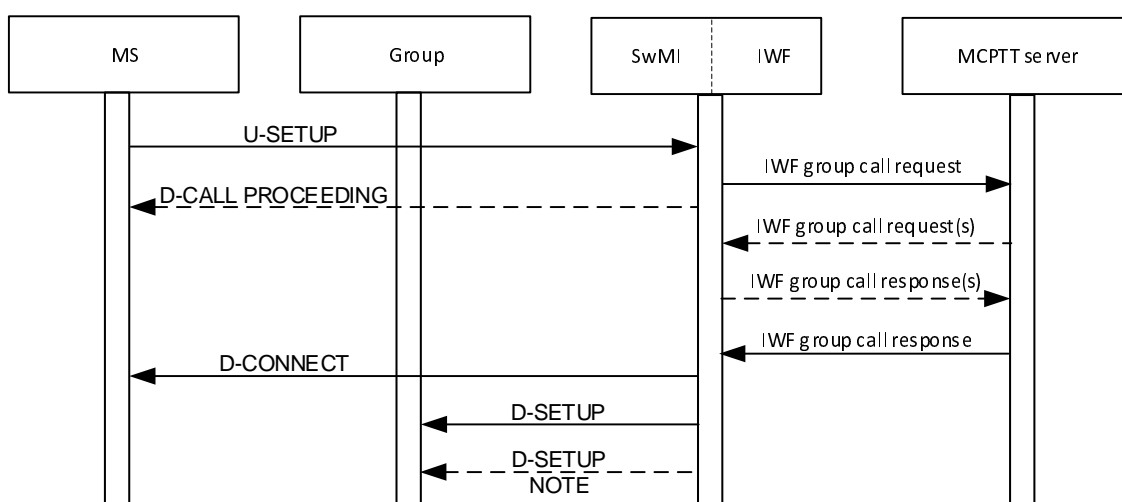 MS
Group
SwMI
IWF
MCPTT server
U-SETUP
IWF group call request
D-CALL PROCEEDING
IWF group call request(s)
IWF group call response(s)
IWF group call response
D-CONNECT
D-SETUP
D-SETUP
NOTE